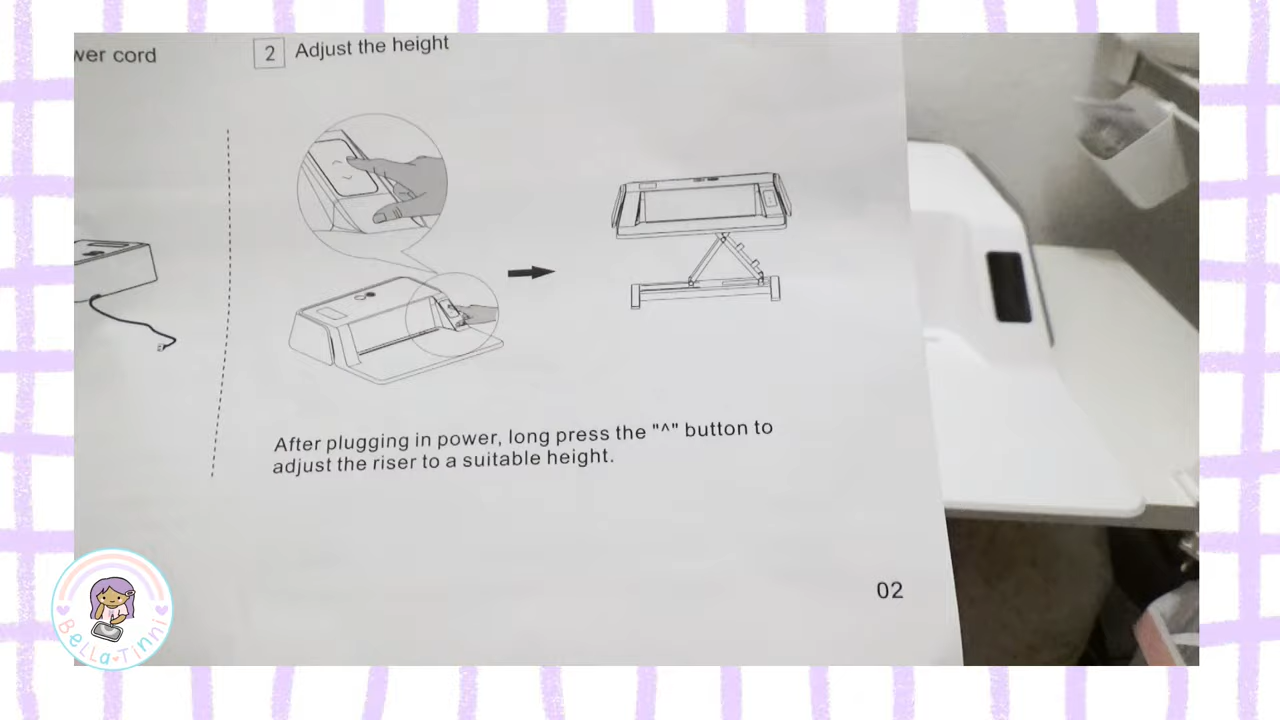 wer cord
2 Adjust the height
After plugging in power, long press the "^" button to
adjust the riser to a suitable height.
02
BeLLa Tinni